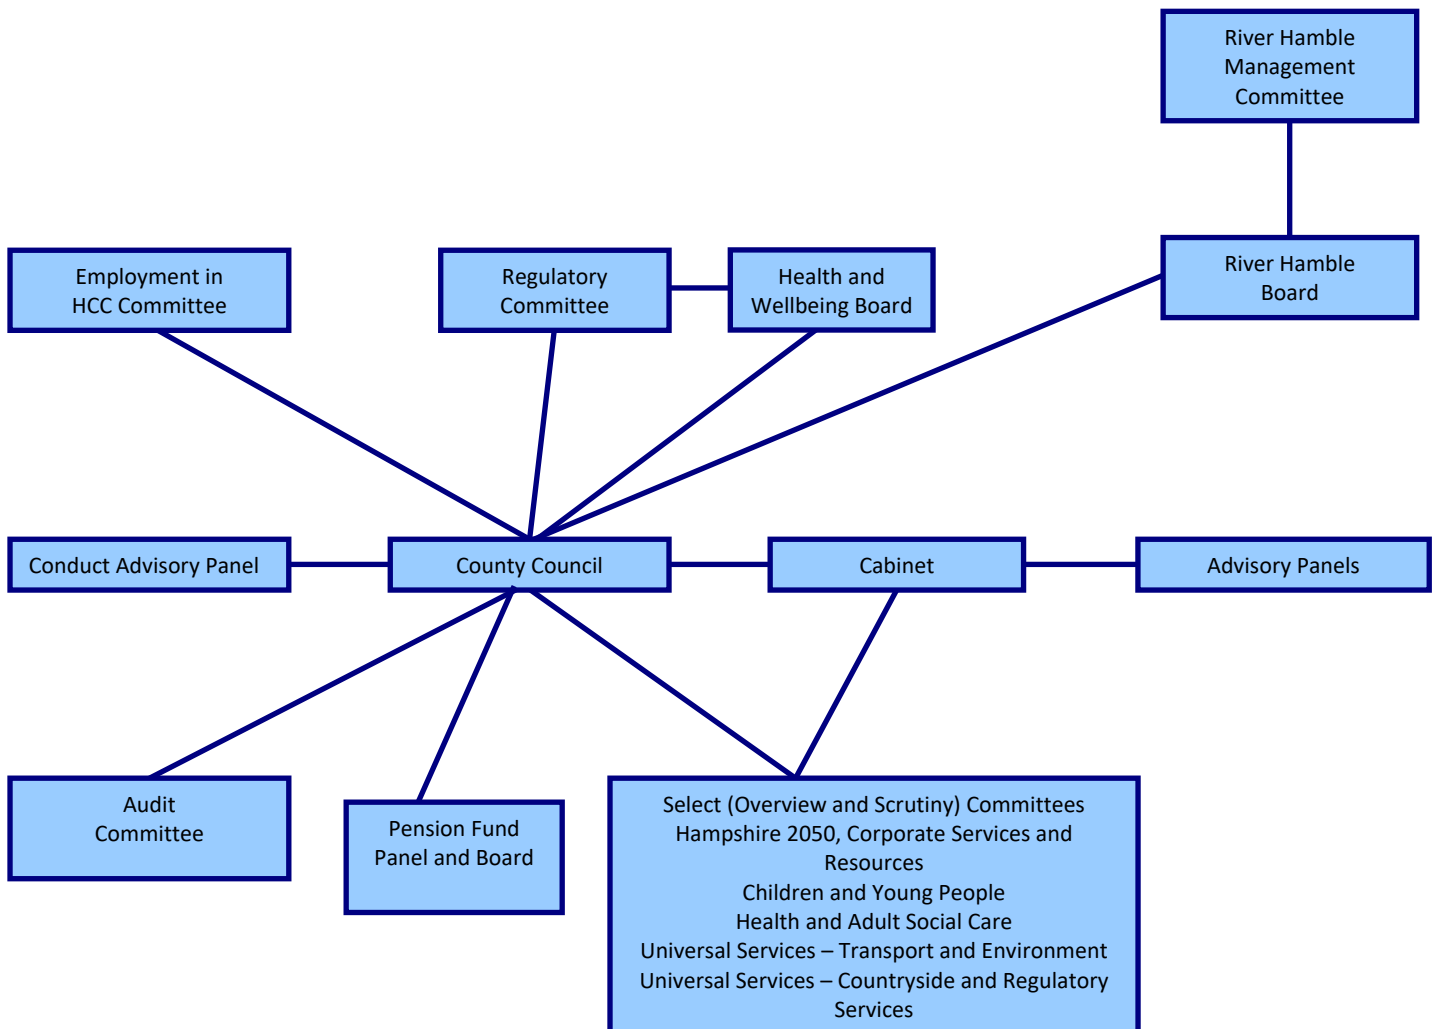 River Hamble
Management
Committee
Employment in
HCC Committee
Regulatory
Committee
Health and
Wellbeing Board
River Hamble
Board
Conduct Advisory Panel
County Council
Cabinet
Advisory Panels
Audit
Committee
Pension Fund
Panel and Board
Select (Overview and Scrutiny) Committees
Hampshire 2050, Corporate Services and
Resources
Children and Young People
Health and Adult Social Care
Universal Services – Transport and Environment
Universal Services – Countryside and Regulatory
Services